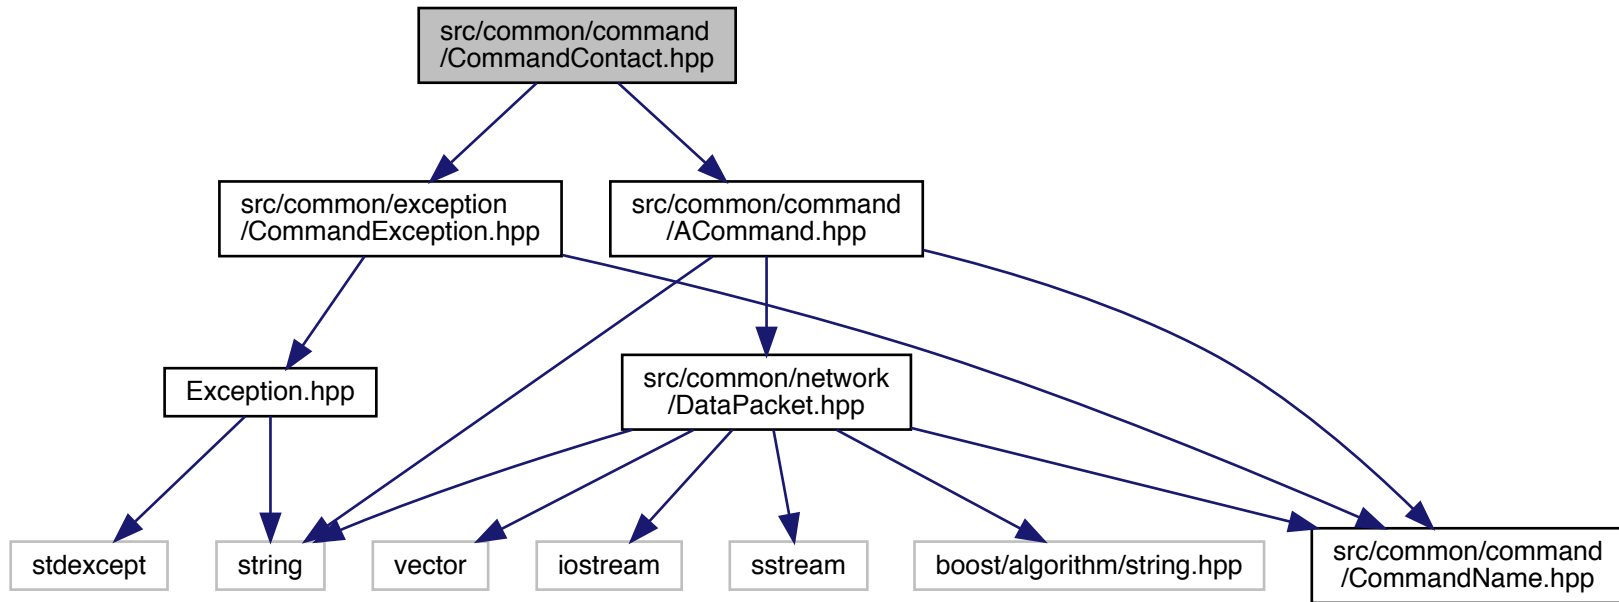 src/common/command
/CommandContact.hpp
src/common/exception
/CommandException.hpp
src/common/command
/ACommand.hpp
Exception.hpp
src/common/network
/DataPacket.hpp
stdexcept
string
vector
iostream
sstream
boost/algorithm/string.hpp
src/common/command
/CommandName.hpp